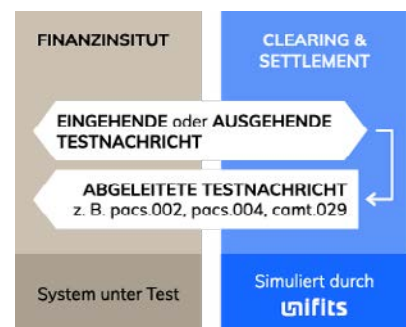 FINANZINSITUT
CLEARING &
SETTLEMENT
EINGEHENDE oder AUSGEHENDE
TESTNACHRICHT
ABGELEITETE TESTNACHRICHT
z. B. pacs.002, pacs.004, camt.029
System unter Test
Simuliert durch
unifits